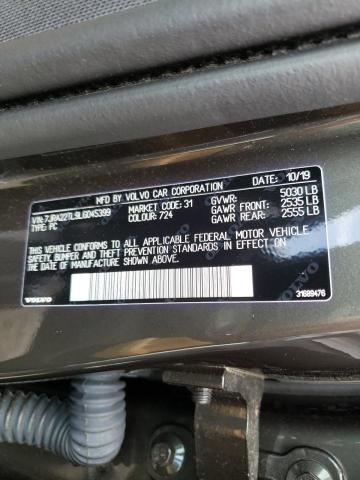 MFD BY VOLVO CAR CORPORATION DATE: 10/19
VIN: 7JRA22TL9LG045399 MARKET CODE: 31 GVWR: 5030 LB
TYPE: PC COLOUR: 724 GAWR FRONT: 2535 LB
GAWR REAR: 2555 LB
THIS VEHICLE CONFORMS TO ALL APPLICABLE FEDERAL MOTOR VEHICLE
SAFETY, BUMPER AND THEFT PREVENTION STANDARDS IN EFFECT ON
THE DATE OF MANUFACTURE SHOWN ABOVE.
VOLVO 31689476